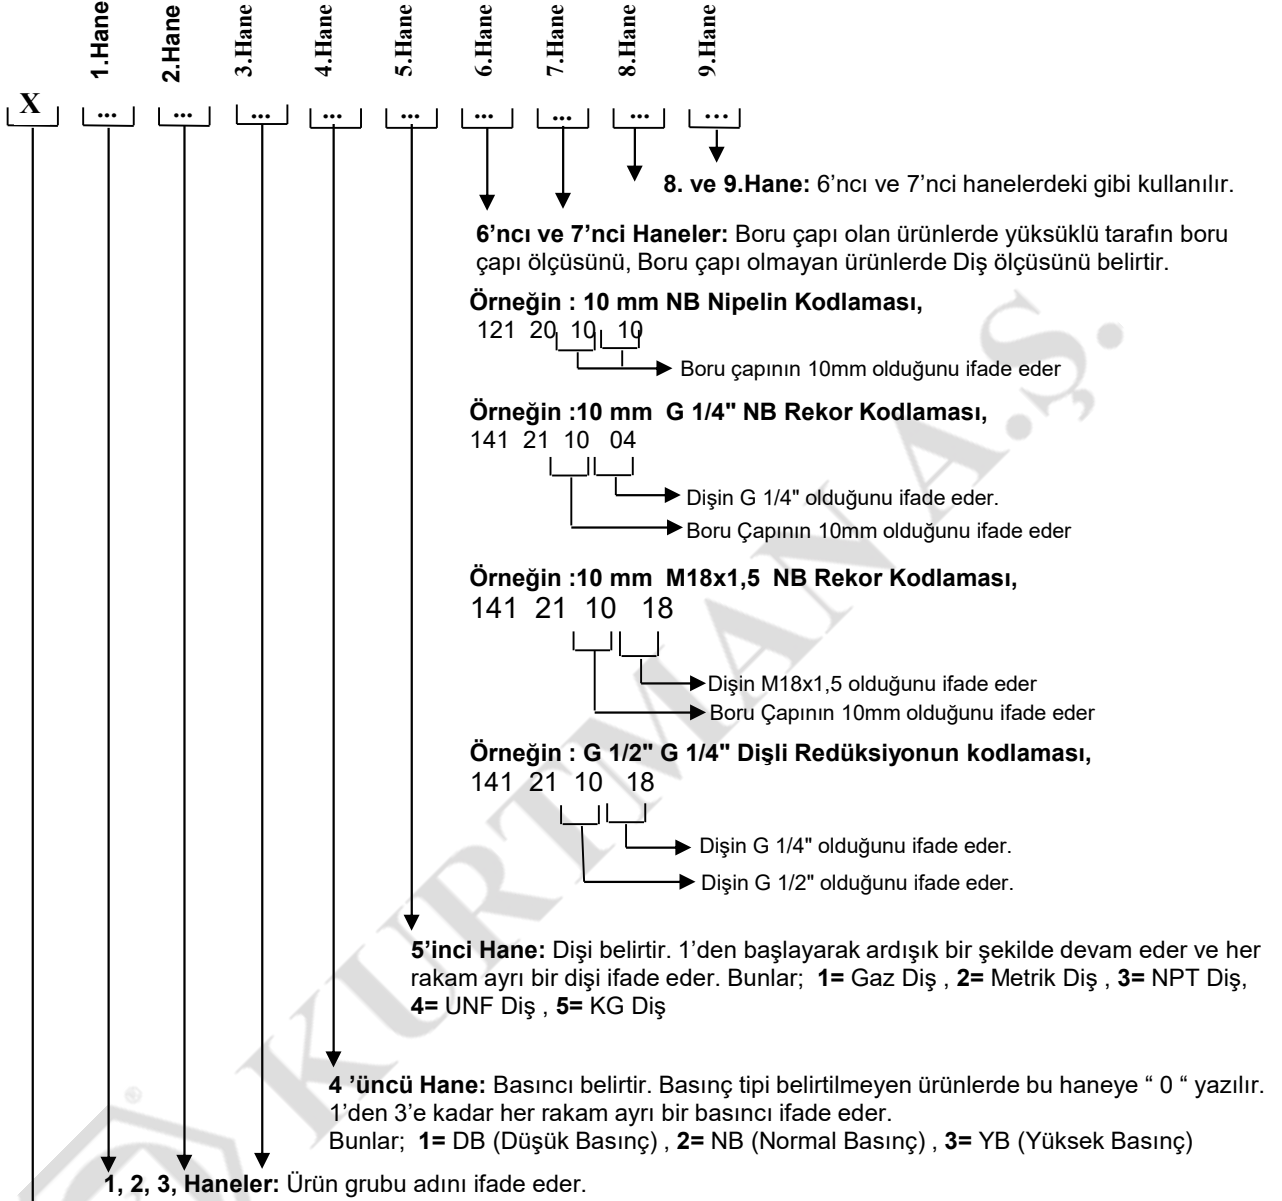 1.Hane 2.Hane 3.Hane 4.Hane 5.Hane 6.Hane 7.Hane 8.Hane 9.Hane
X ... ... ... ... ... ... ... ... ...
8. ve 9.Hane: 6’ncı ve 7’nci hanelerdeki gibi kullanılır.
6’ncı ve 7’nci Haneler: Boru çapı olan ürünlerde yüksüklü tarafın boru
çapı ölçüsünü, Boru çapı olmayan ürünlerde Diş ölçüsünü belirtir.
Örneğin : 10 mm NB Nipelin Kodlaması,
121 20 10 10
Boru çapının 10mm olduğunu ifade eder
Örneğin :10 mm G 1/4" NB Rekor Kodlaması,
141 21 10 04
Dişin G 1/4" olduğunu ifade eder.
Boru Çapının 10mm olduğunu ifade eder
Örneğin :10 mm M18x1,5 NB Rekor Kodlaması,
141 21 10 18
Dişin M18x1,5 olduğunu ifade eder
Boru Çapının 10mm olduğunu ifade eder
Örneğin : G 1/2" G 1/4" Dişli Redüksiyonun kodlaması,
141 21 10 18
Dişin G 1/4" olduğunu ifade eder.
Dişin G 1/2" olduğunu ifade eder.
5’inci Hane: Dişi belirtir. 1’den başlayarak ardışık bir şekilde devam eder ve her
rakam ayrı bir dişi ifade eder. Bunlar; 1= Gaz Diş , 2= Metrik Diş , 3= NPT Diş,
4= UNF Diş , 5= KG Diş
4 ’üncü Hane: Basıncı belirtir. Basınç tipi belirtilmeyen ürünlerde bu haneye “ 0 “ yazılır.
1’den 3’e kadar her rakam ayrı bir basıncı ifade eder.
Bunlar; 1= DB (Düşük Basınç) , 2= NB (Normal Basınç) , 3= YB (Yüksek Basınç)
1, 2, 3, Haneler: Ürün grubu adını ifade eder.
KURTMAN A.Ş.
®